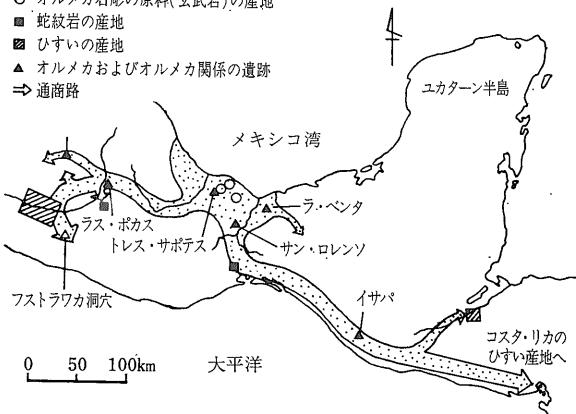 ○ オルメカ石彫の原料(玄武岩)の産地
■ 蛇紋岩の産地
ひすいの産地
▲ オルメカおよびオルメカ関係の遺跡
⇨ 通商路
ユカターン半島
メキシコ湾
ラ・ベンタ
ラス・ボカス
トレス・サポテス
サン・ロレンソ
フストラワカ洞穴
イサパ
コスタ・リカの
ひすい産地へ
太平洋
0 50 100km